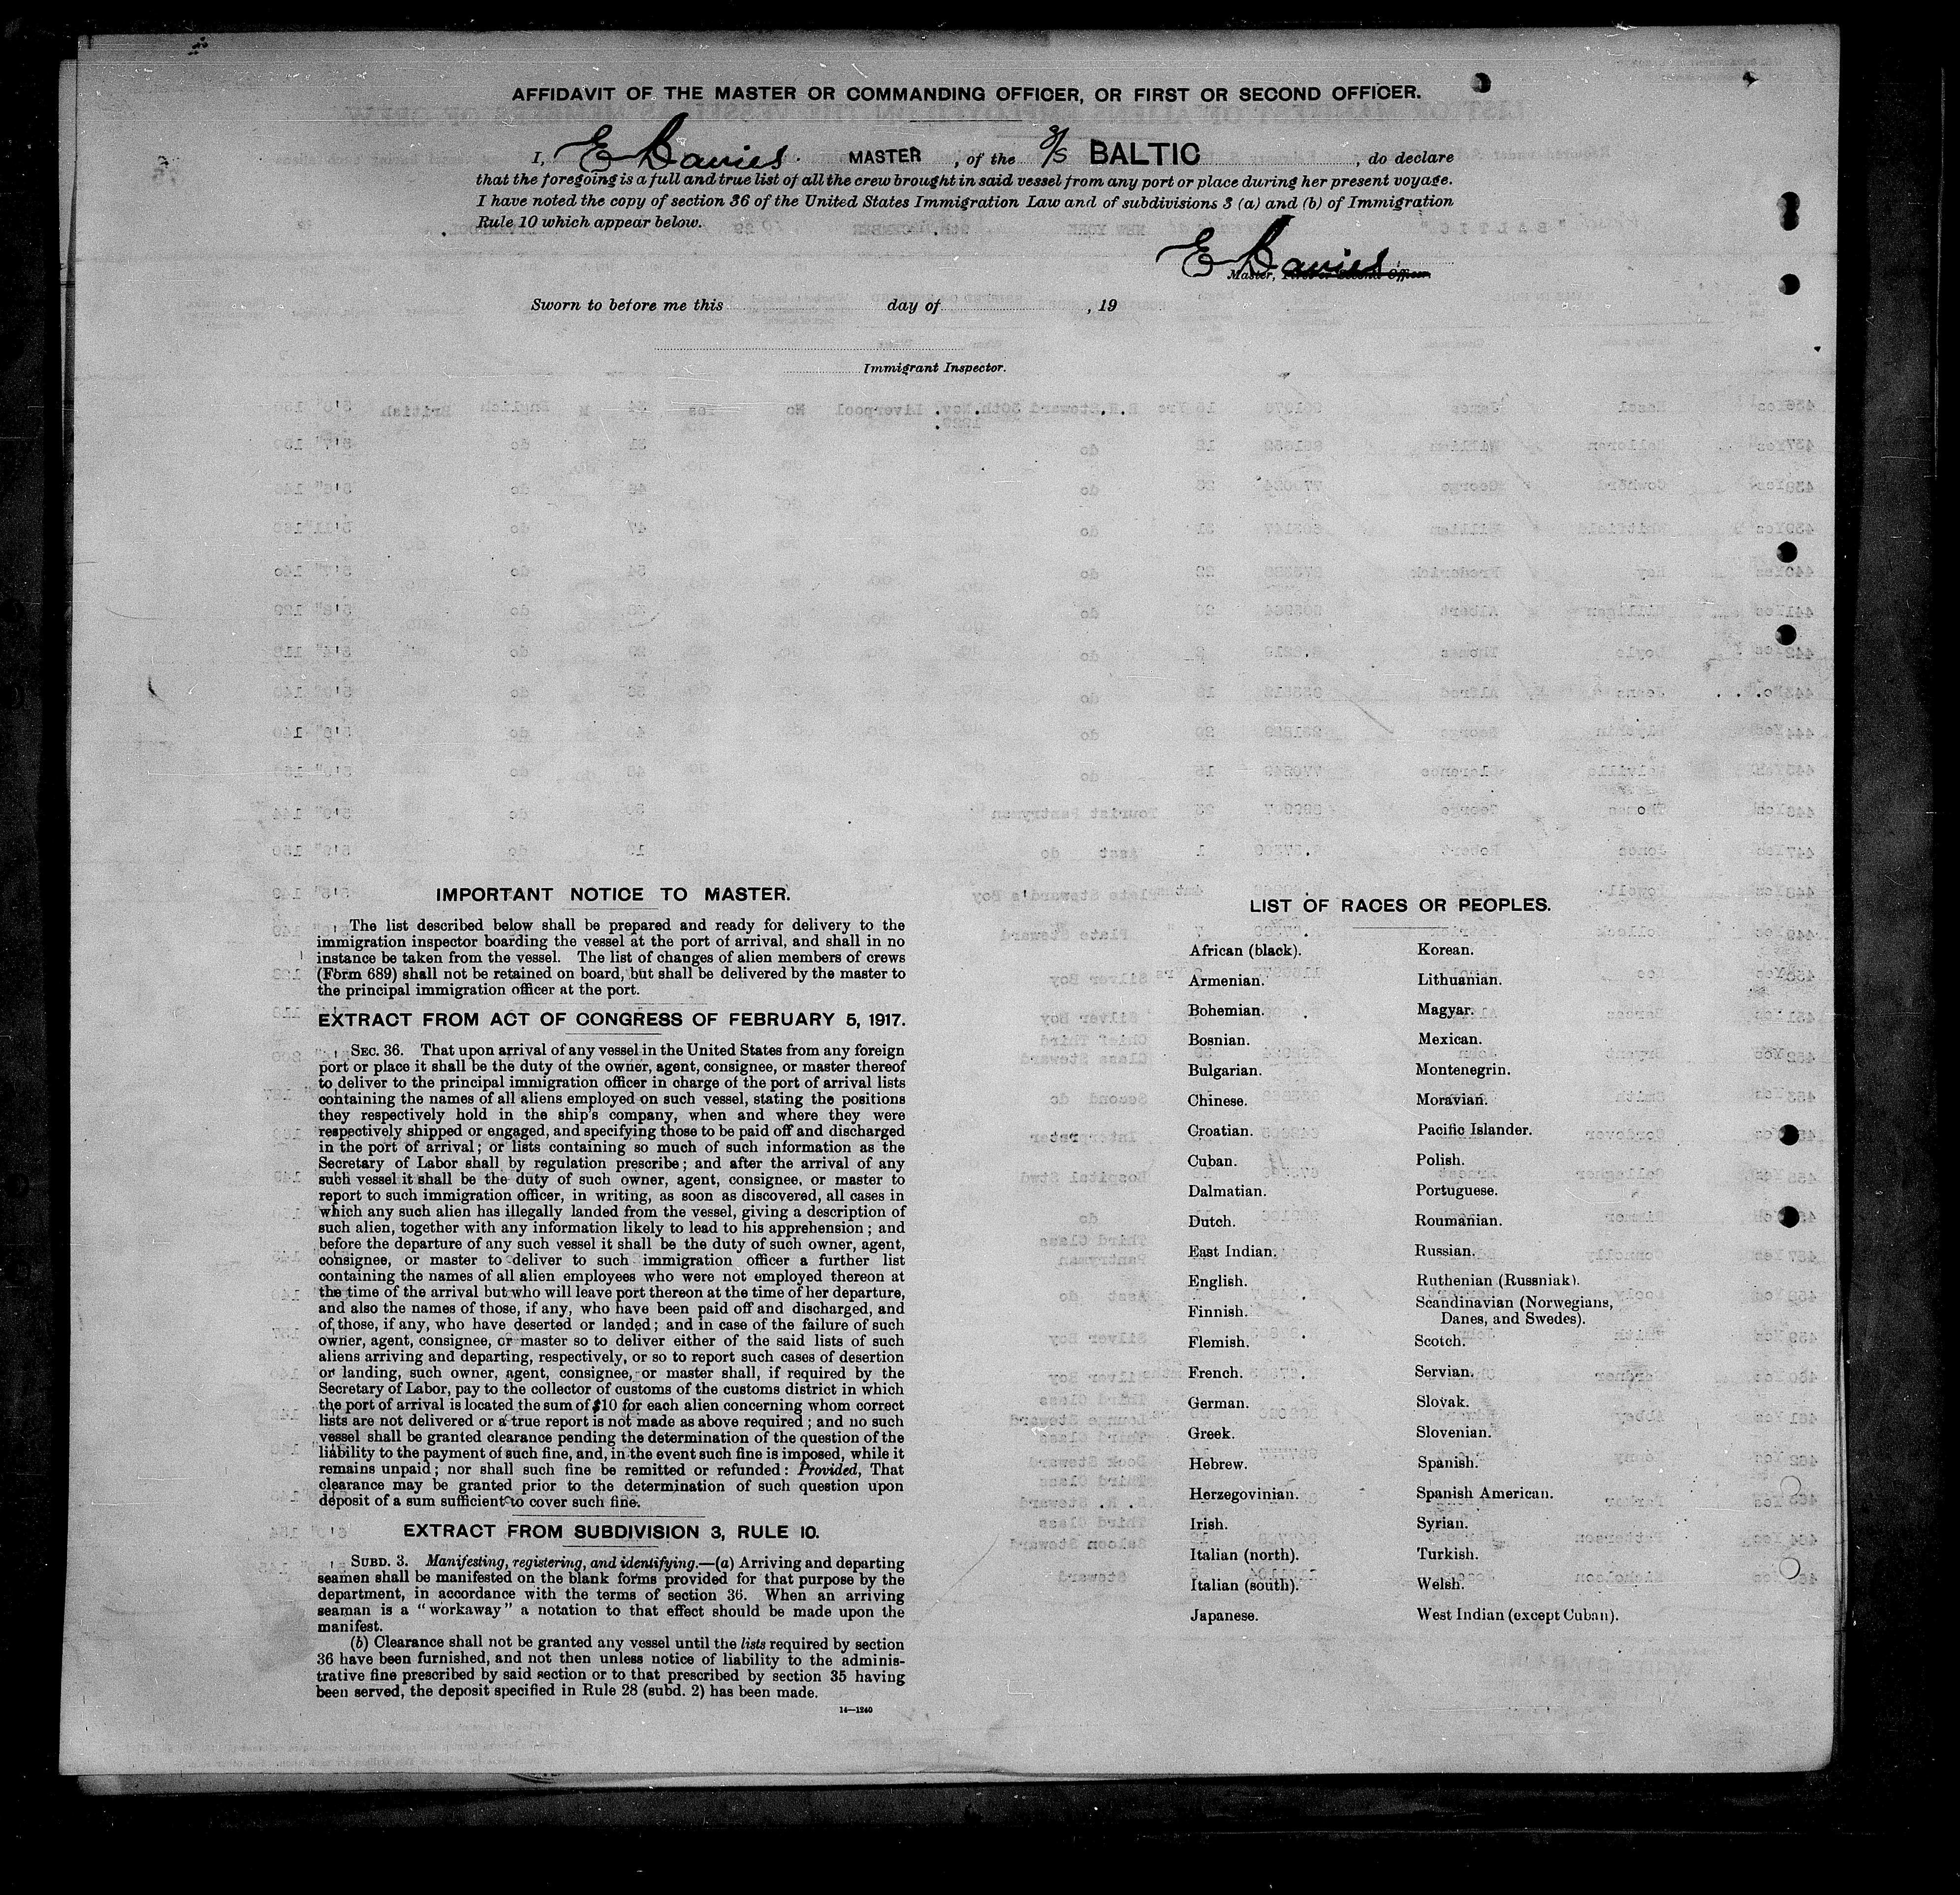 AFFIDAVIT OF THE MASTER OR COMMANDING OFFICER, OR FIRST OR SECOND OFFICER.
I, E Davies. MASTER, of the s/s BALTIC, do declare
that the foregoing is a full and true list of all the crew brought in said vessel from any port or place during her present voyage.
I have noted the copy of section 36 of the United States Immigration Law and of subdivisions 3 (a) and (b) of Immigration
Rule 10 which appear below.
E Davies.
Master, First or Second Officer.
Sworn to before me this day of , 19
Immigrant Inspector.
IMPORTANT NOTICE TO MASTER.
The list described below shall be prepared and ready for delivery to the
immigration inspector boarding the vessel at the port of arrival, and shall in no
instance be taken from the vessel. The list of changes of alien members of crews
(Form 689) shall not be retained on board, but shall be delivered by the master to
the principal immigration officer at the port.
EXTRACT FROM ACT OF CONGRESS OF FEBRUARY 5, 1917.
SEC. 36. That upon arrival of any vessel in the United States from any foreign
port or place it shall be the duty of the owner, agent, consignee, or master thereof
to deliver to the principal immigration officer in charge of the port of arrival lists
containing the names of all aliens employed on such vessel, stating the positions
they respectively hold in the ship's company, when and where they were
respectively shipped or engaged, and specifying those to be paid off and discharged
in the port of arrival; or lists containing so much of such information as the
Secretary of Labor shall by regulation prescribe; and after the arrival of any
such vessel it shall be the duty of such owner, agent, consignee, or master to
report to such immigration officer, in writing, as soon as discovered, all cases in
which any such alien has illegally landed from the vessel, giving a description of
such alien, together with any information likely to lead to his apprehension; and
before the departure of any such vessel it shall be the duty of such owner, agent,
consignee, or master to deliver to such immigration officer a further list
containing the names of all alien employees who were not employed thereon at
the time of the arrival but who will leave port thereon at the time of her departure,
and also the names of those, if any, who have been paid off and discharged, and
of those, if any, who have deserted or landed; and in case of the failure of such
owner, agent, consignee, or master so to deliver either of the said lists of such
aliens arriving and departing, respectively, or so to report such cases of desertion
or landing, such owner, agent, consignee, or master shall, if required by the
Secretary of Labor, pay to the collector of customs of the customs district in which
the port of arrival is located the sum of $10 for each alien concerning whom correct
lists are not delivered or a true report is not made as above required; and no such
vessel shall be granted clearance pending the determination of the question of the
liability to the payment of such fine, and, in the event such fine is imposed, while it
remains unpaid; nor shall such fine be remitted or refunded: Provided, That
clearance may be granted prior to the determination of such question upon
deposit of a sum sufficient to cover such fine.
EXTRACT FROM SUBDIVISION 3, RULE 10.
SUBD. 3. Manifesting, registering, and identifying.—(a) Arriving and departing
seamen shall be manifested on the blank forms provided for that purpose by the
department, in accordance with the terms of section 36. When an arriving
seaman is a "workaway" a notation to that effect should be made upon the
manifest.
(b) Clearance shall not be granted any vessel until the lists required by section
36 have been furnished, and not then unless notice of liability to the adminis-
trative fine prescribed by said section or to that prescribed by section 35 having
been served, the deposit specified in Rule 28 (subd. 2) has been made.
14—1240
LIST OF RACES OR PEOPLES.
African (black).
Armenian.
Bohemian.
Bosnian.
Bulgarian.
Chinese.
Croatian.
Cuban.
Dalmatian.
Dutch.
East Indian.
English.
Finnish.
Flemish.
French.
German.
Greek.
Hebrew.
Herzegovinian.
Irish.
Italian (north).
Italian (south).
Japanese.
Korean.
Lithuanian.
Magyar.
Mexican.
Montenegrin.
Moravian.
Pacific Islander.
Polish.
Portuguese.
Roumanian.
Russian.
Ruthenian (Russniak).
Scandinavian (Norwegians,
Danes, and Swedes).
Scotch.
Servian.
Slovak.
Slovenian.
Spanish.
Spanish American.
Syrian.
Turkish.
Welsh.
West Indian (except Cuban).